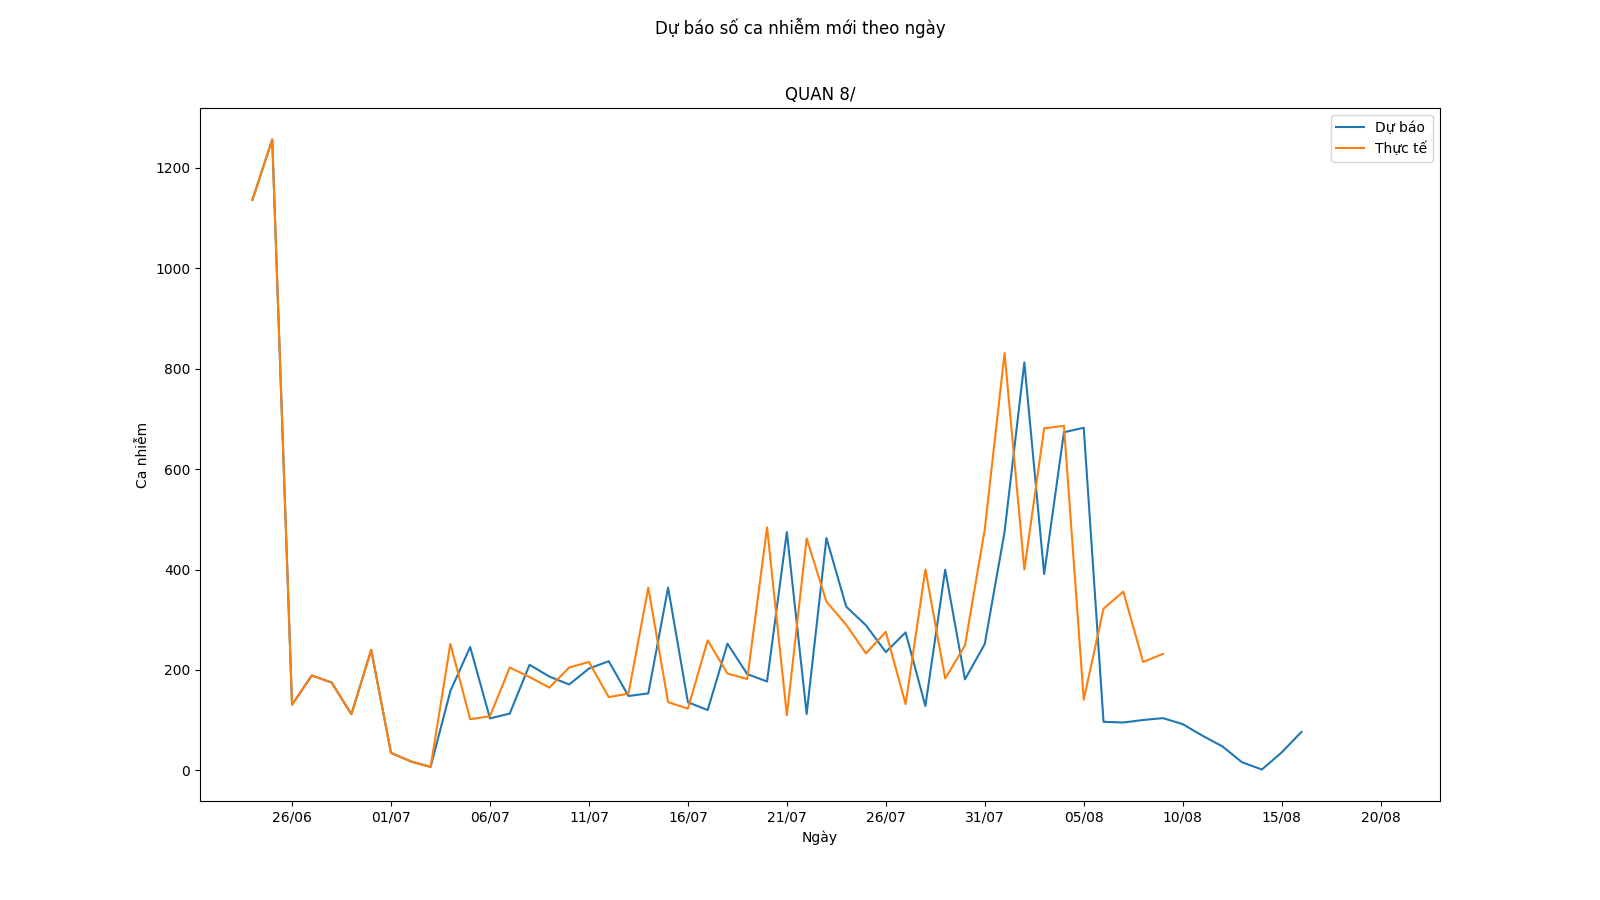 Dự báo số ca nhiễm mới theo ngày
QUAN 8/
Dự báo
Thực tế
1200
1000
800
600
400
200
0
Ca nhiễm
26/06 01/07 06/07 11/07 16/07 21/07 26/07 31/07 05/08 10/08 15/08 20/08
Ngày